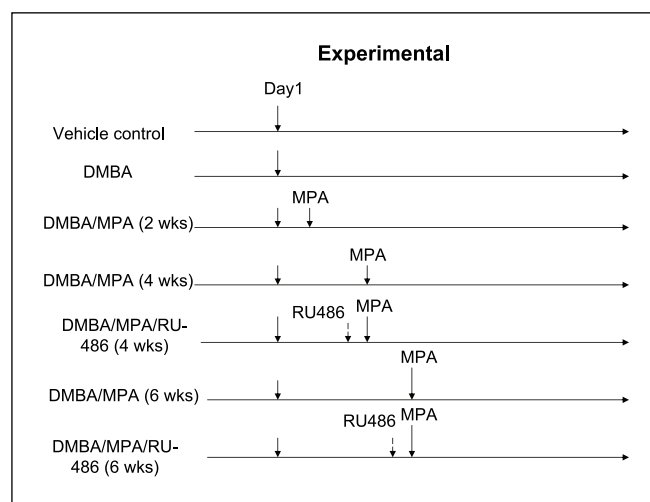 Experimental
Day1
Vehicle control
DMBA
MPA
DMBA/MPA (2 wks)
MPA
DMBA/MPA (4 wks)
RU486 MPA
DMBA/MPA/RU-
486 (4 wks)
MPA
DMBA/MPA (6 wks)
RU486 MPA
DMBA/MPA/RU-
486 (6 wks)